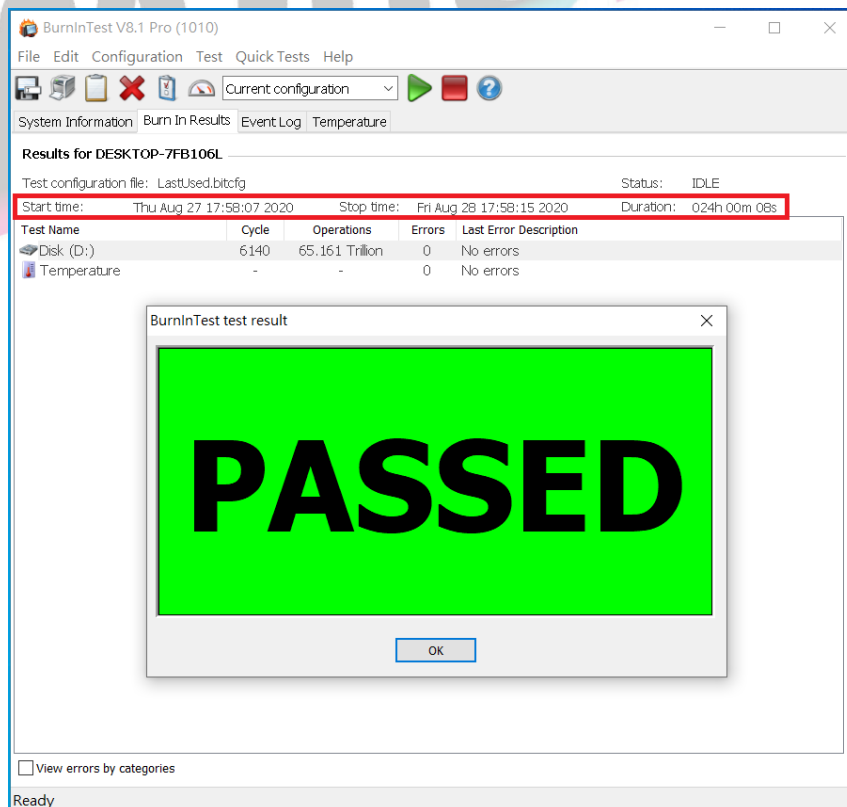 BurnInTest V8.1 Pro (1010)
File Edit Configuration Test Quick Tests Help
Current configuration
System Information Burn In Results Event Log Temperature
Results for DESKTOP-7FB106L
Test configuration file: LastUsed.bitcfg Status: IDLE
Start time: Thu Aug 27 17:58:07 2020 Stop time: Fri Aug 28 17:58:15 2020 Duration: 024h 00m 08s
Test Name Cycle Operations Errors Last Error Description
Disk (D:) 6140 65.161 Trillion 0 No errors
Temperature - - 0 No errors
BurnInTest test result
PASSED
OK
View errors by categories
Ready